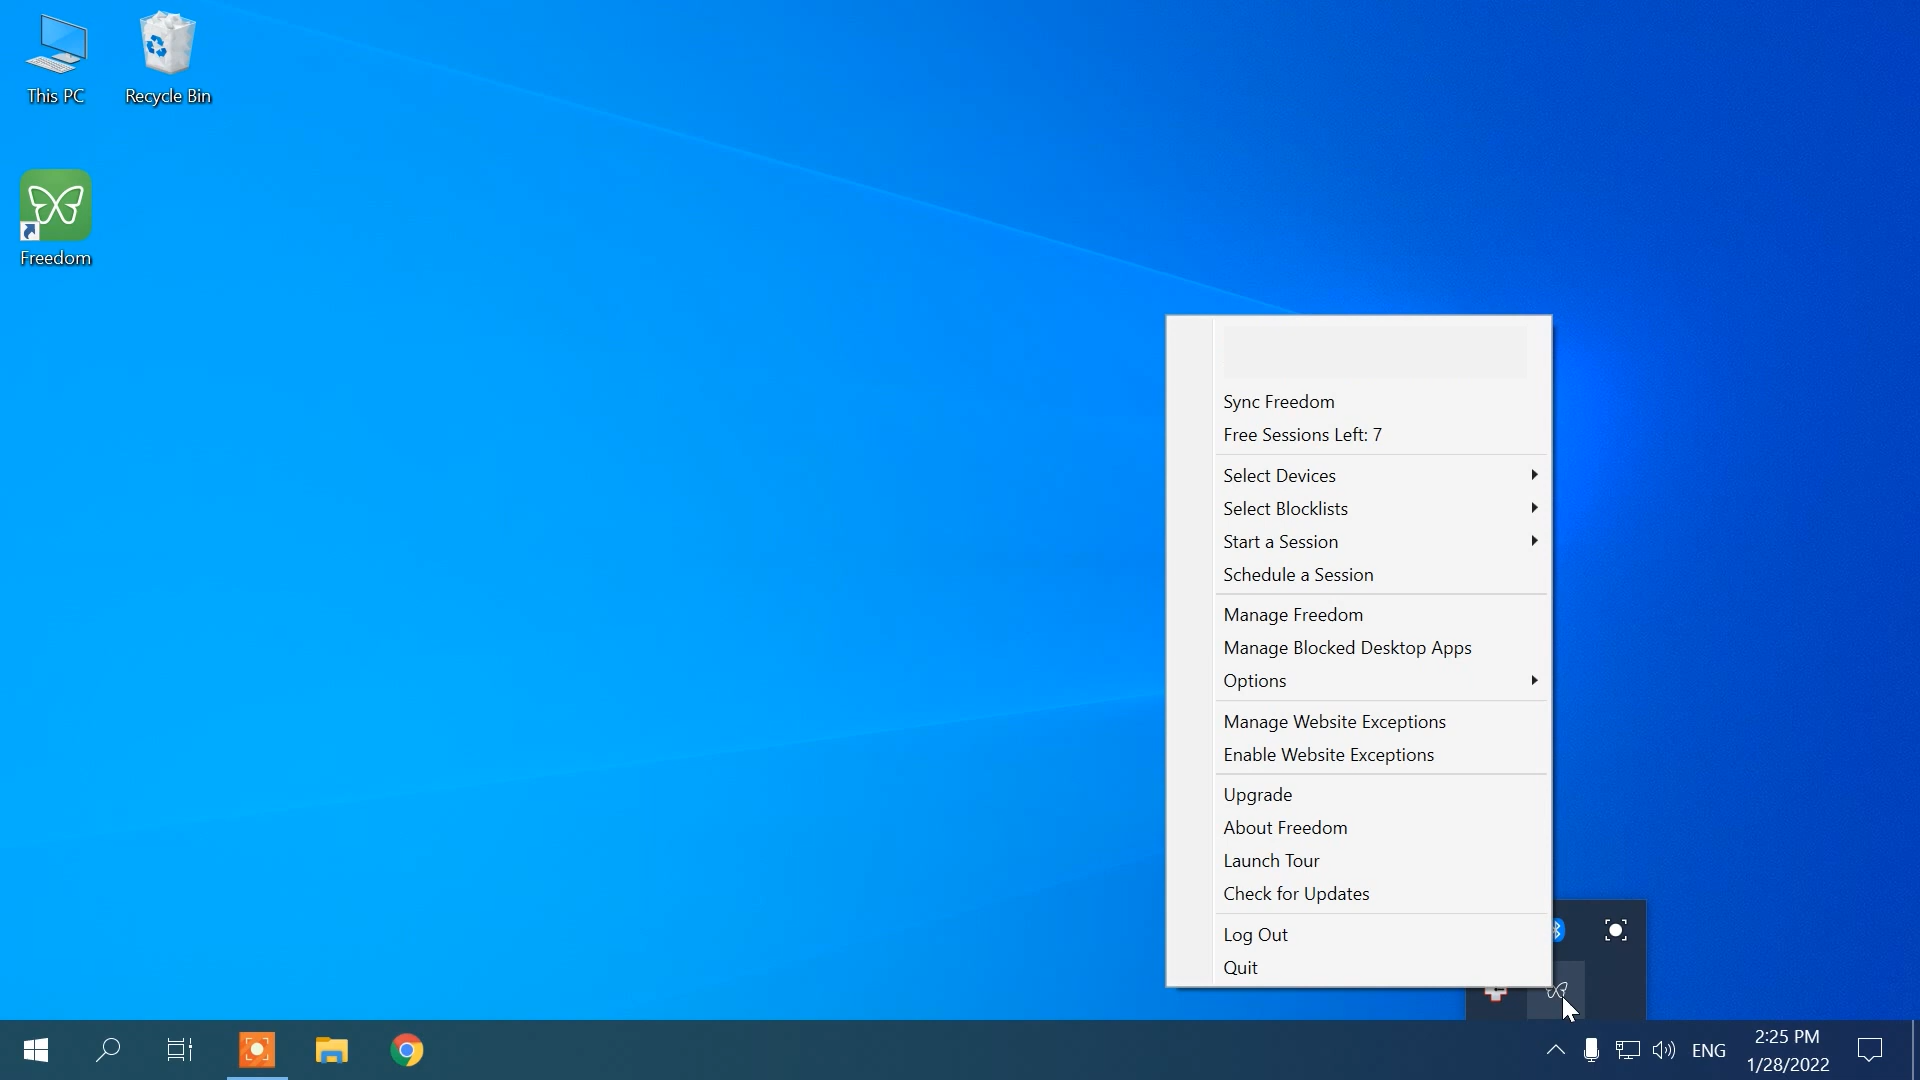 This PC
Recycle Bin
Freedom
Sync Freedom
Free Sessions Left: 7
Select Devices
Select Blocklists
Start a Session
Schedule a Session
Manage Freedom
Manage Blocked Desktop Apps
Options
Manage Website Exceptions
Enable Website Exceptions
Upgrade
About Freedom
Launch Tour
Check for Updates
Log Out
Quit
ENG
2:25 PM
1/28/2022